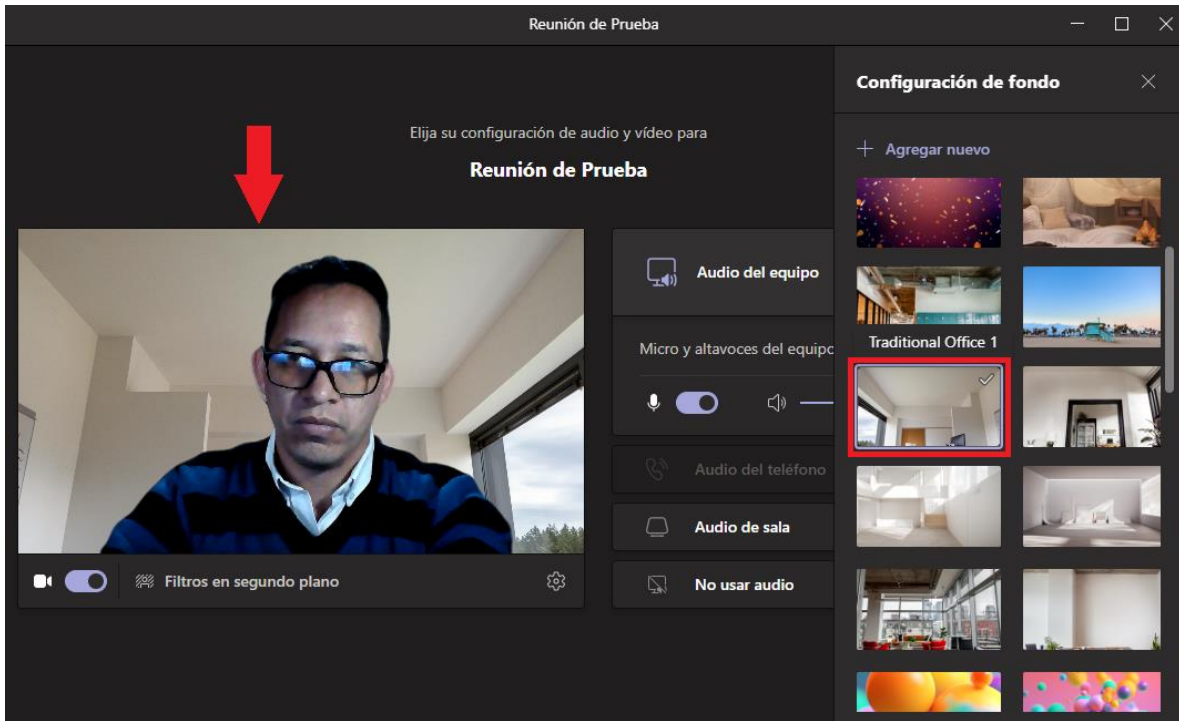 Reunión de Prueba
Configuración de fondo
Elija su configuración de audio y vídeo para
Reunión de Prueba
Agregar nuevo
Audio del equipo
Traditional Office 1
Micro y altavoces del equipo
Audio del teléfono
Audio de sala
Filtros en segundo plano
No usar audio